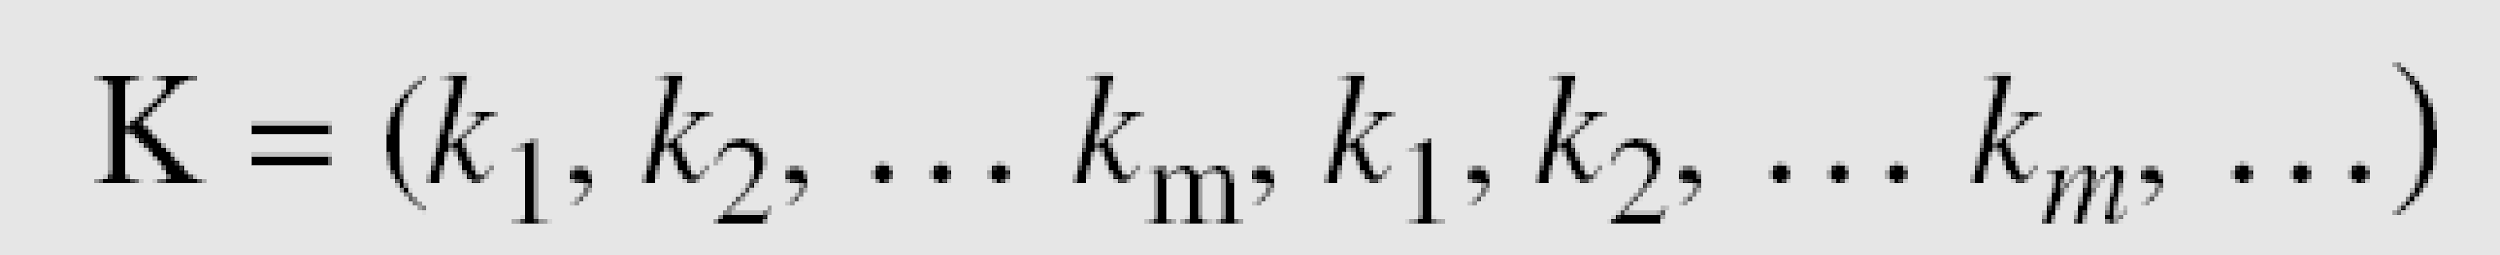 K = (k₁, k₂, ... kₘ, k₁, k₂, ... kₘ, ...)